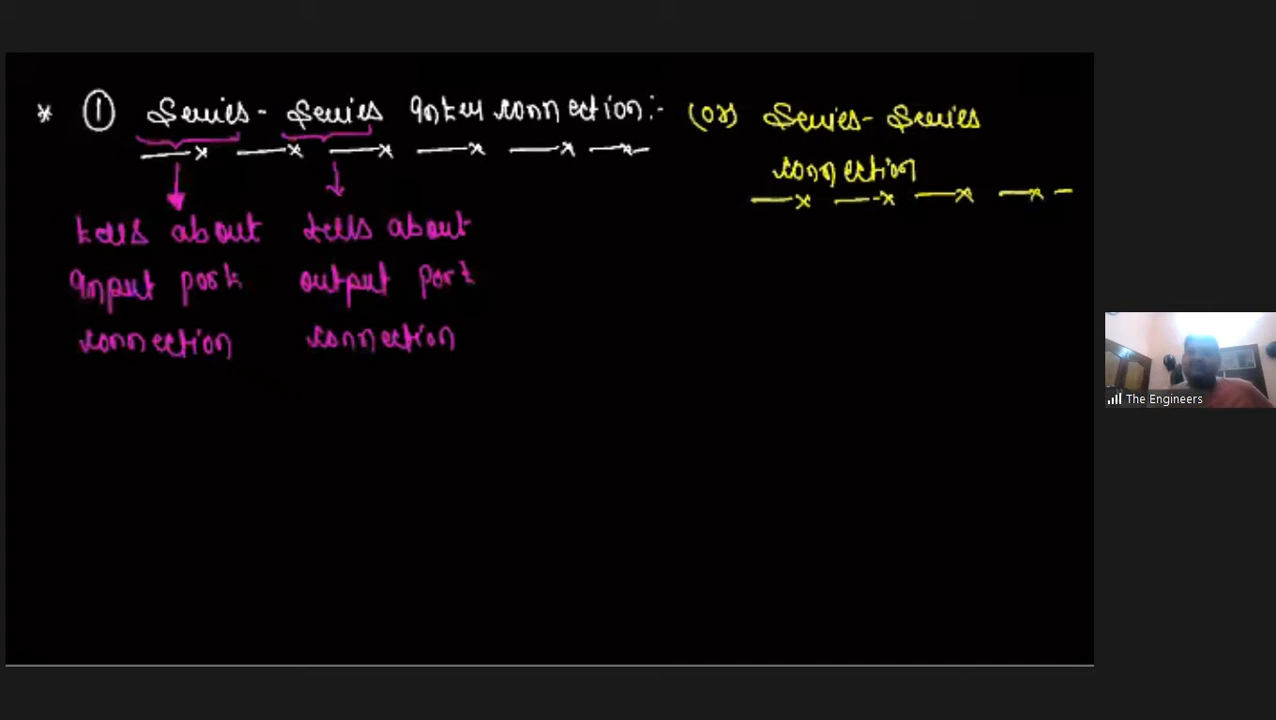 * ① Series - Series Inter connection :- (or) Series - Series
connection
tells about tells about
Input port output port
connection connection
The Engineers